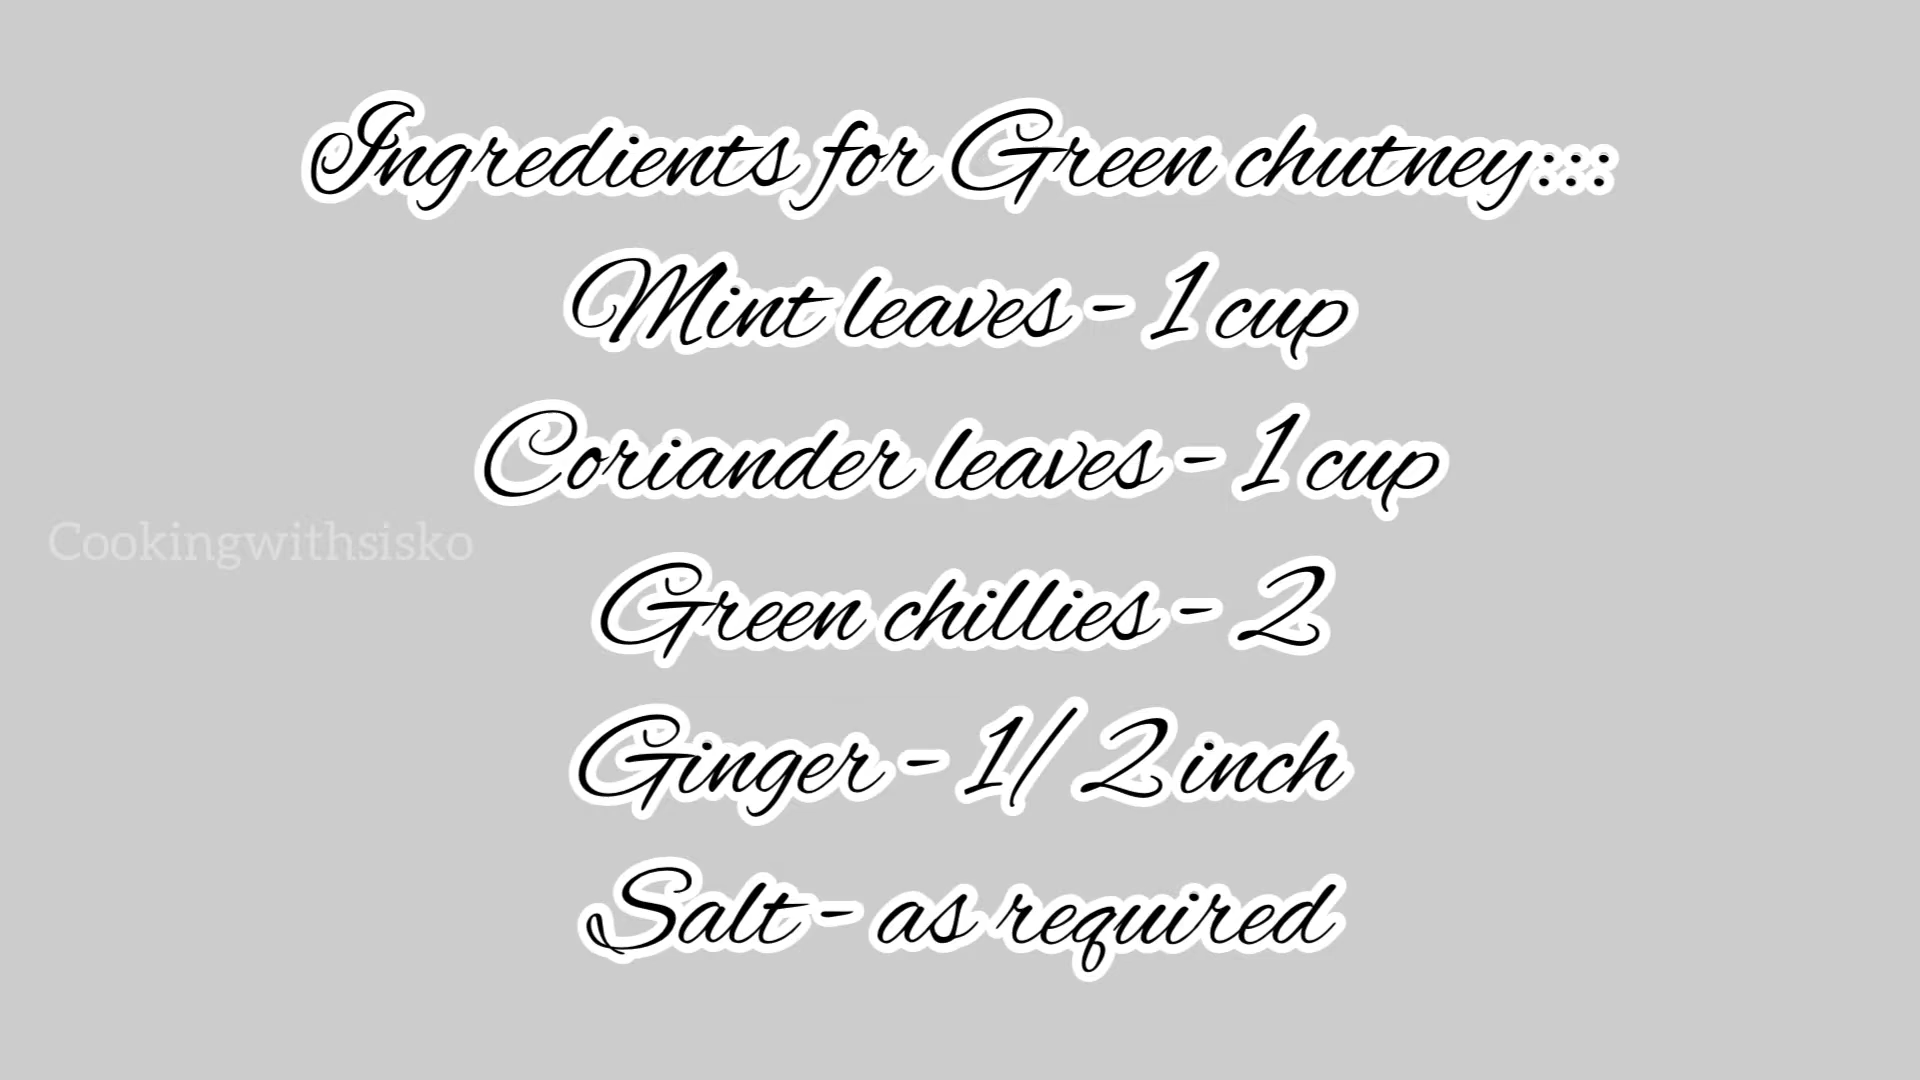 Ingredients for Green chutney:::
Mint leaves - 1 cup
Coriander leaves - 1 cup
Cookingwithsisko
Green chillies - 2
Ginger - 1/2 inch
Salt - as required